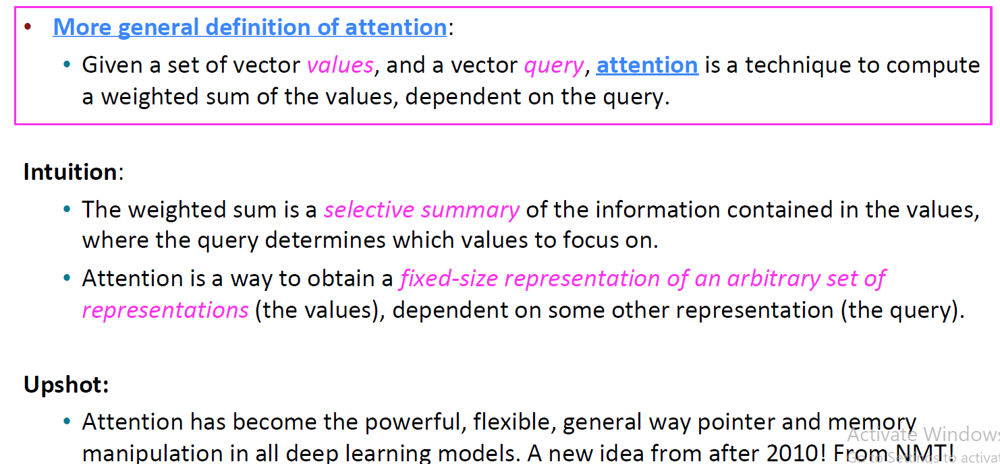 • More general definition of attention:
• Given a set of vector values, and a vector query, attention is a technique to compute
a weighted sum of the values, dependent on the query.
Intuition:
• The weighted sum is a selective summary of the information contained in the values,
where the query determines which values to focus on.
• Attention is a way to obtain a fixed-size representation of an arbitrary set of
representations (the values), dependent on some other representation (the query).
Upshot:
• Attention has become the powerful, flexible, general way pointer and memory
manipulation in all deep learning models. A new idea from after 2010! From NMT!
Activate Windows
Go to Settings to activat